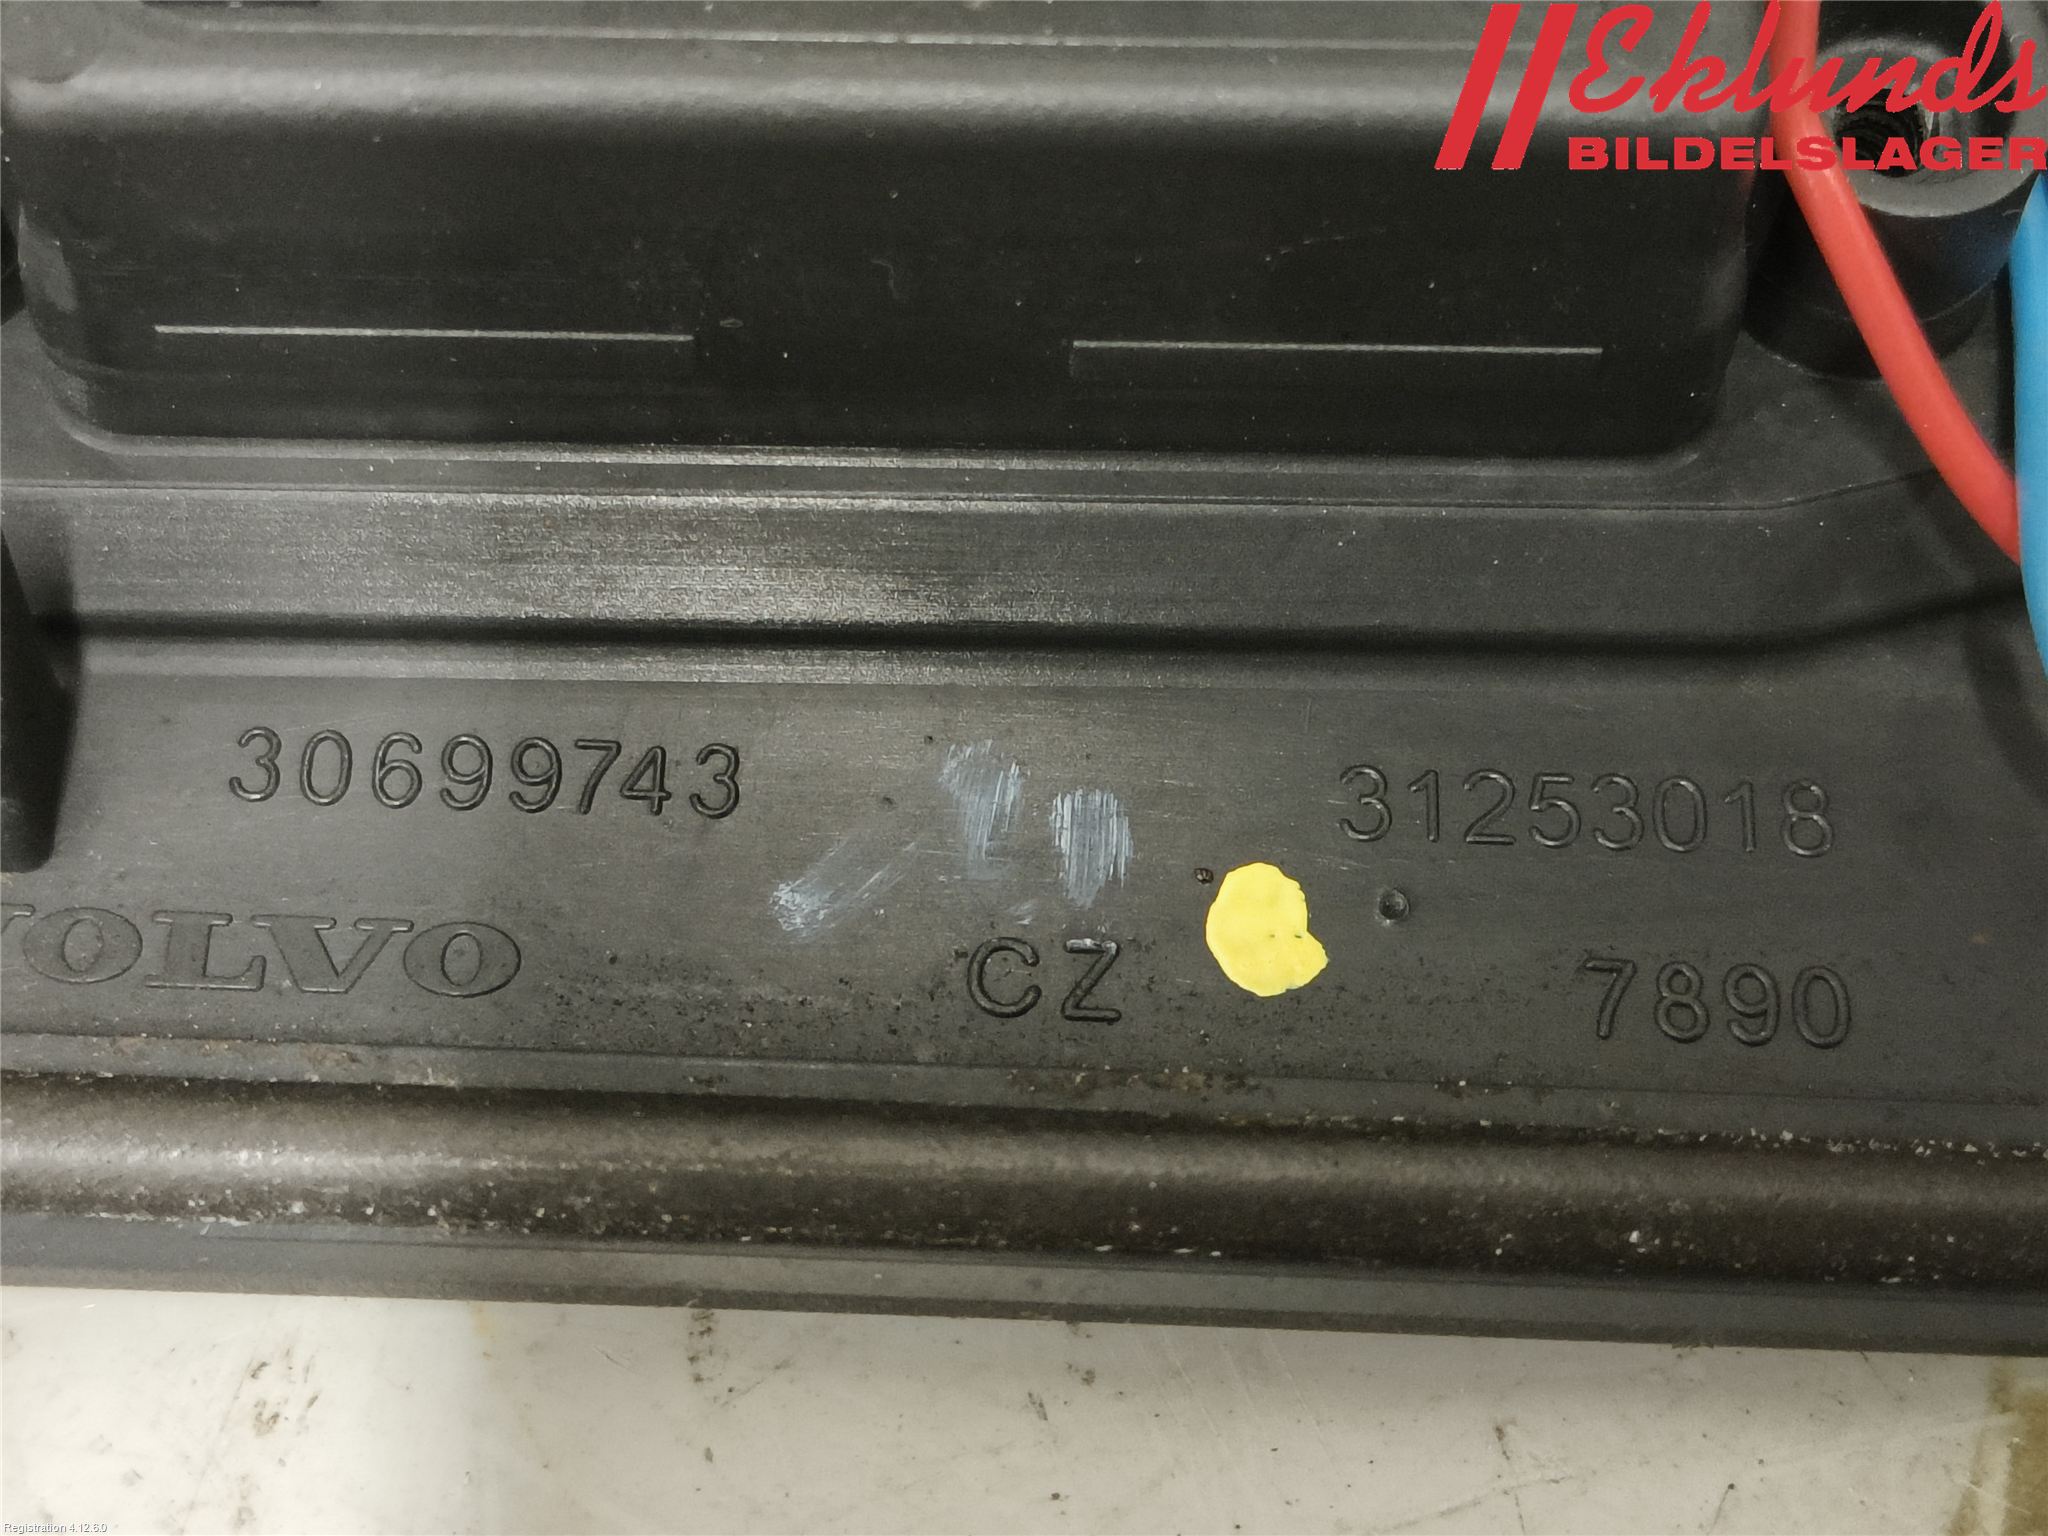 Eklunds
BILDELSLAGER
30699743
31253018
VOLVO
CZ
7890
Registration 4.12.6.0